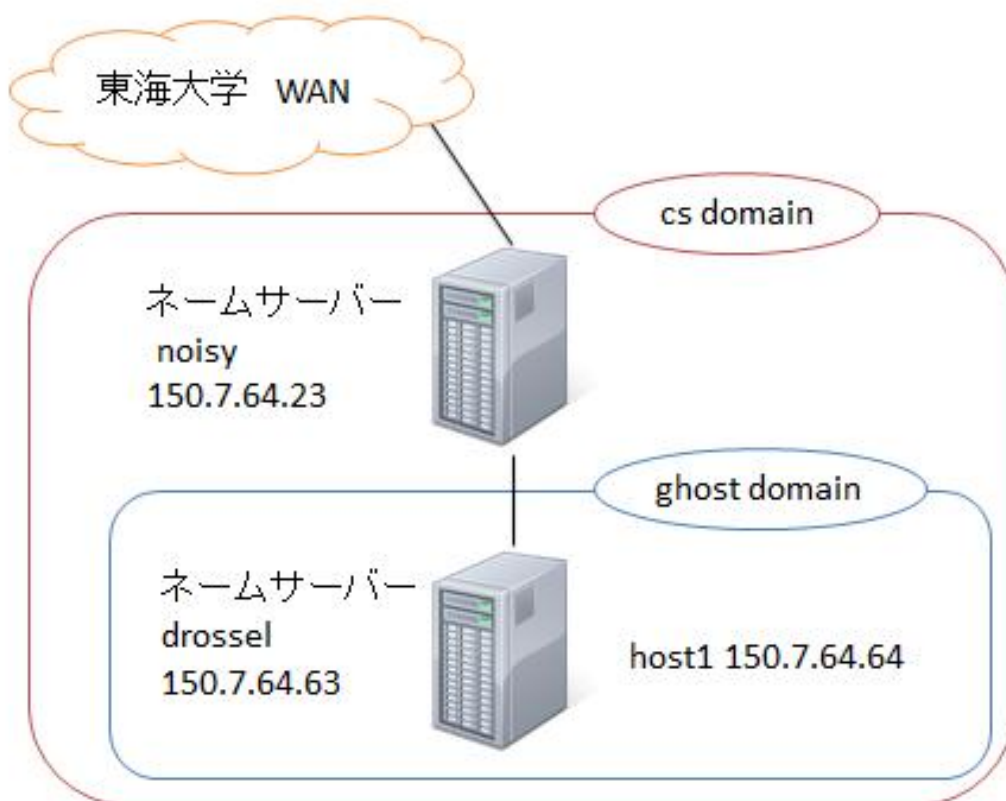 東海大学 WAN
cs domain
ネームサーバー
noisy
150.7.64.23
ghost domain
ネームサーバー
drossel
150.7.64.63
host1 150.7.64.64